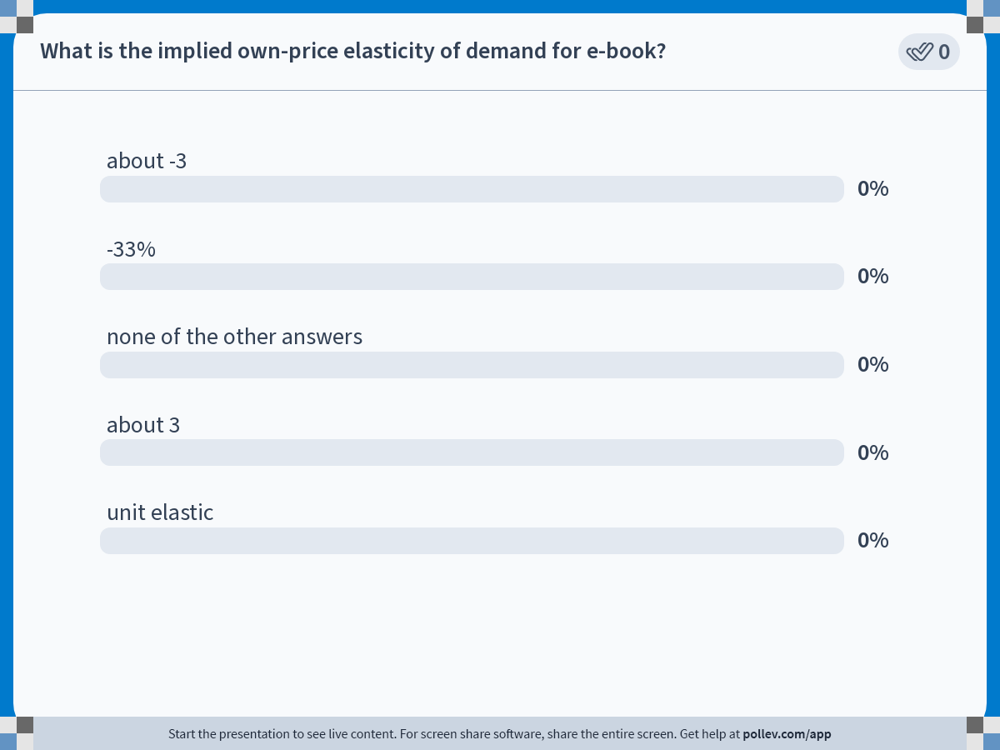 What is the implied own-price elasticity of demand for e-book?
0
about -3
0%
-33%
0%
none of the other answers
0%
about 3
0%
unit elastic
0%
Start the presentation to see live content. For screen share software, share the entire screen. Get help at pollev.com/app